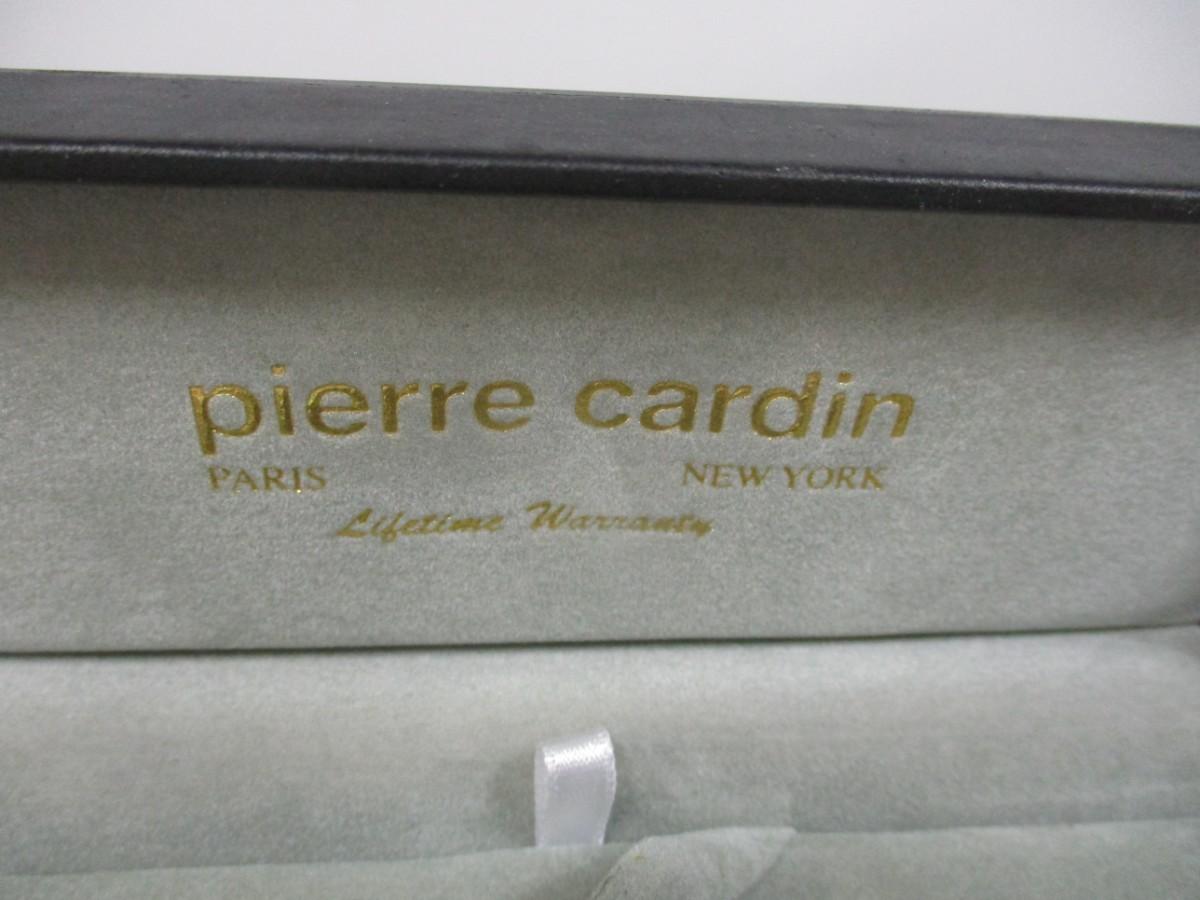 pierre cardin
PARIS NEW YORK
Lifetime Warranty